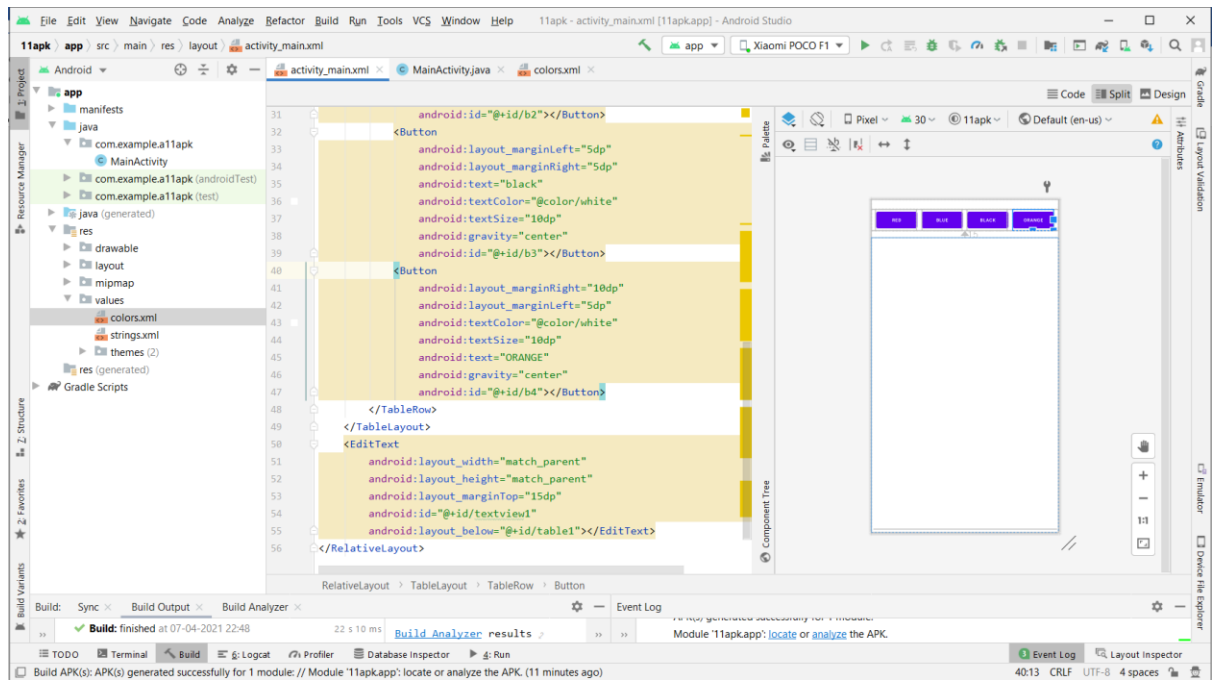 File Edit View Navigate Code Analyze Refactor Build Run Tools VCS Window Help 11apk - activity_main.xml [11apk.app] - Android Studio
11apk app src main res layout activity_main.xml app Xiaomi POCO F1
Android activity_main.xml MainActivity.java colors.xml
Code Split Design
1: Project
Resource Manager
Z: Structure
2: Favorites
Build Variants
app
manifests
java
com.example.a11apk
MainActivity
com.example.a11apk (androidTest)
com.example.a11apk (test)
java (generated)
res
drawable
layout
mipmap
values
colors.xml
strings.xml
themes (2)
res (generated)
Gradle Scripts
31 android:id="@+id/b2"></Button>
32 <Button
33 android:layout_marginLeft="5dp"
34 android:layout_marginRight="5dp"
35 android:text="black"
36 android:textColor="@color/white"
37 android:textSize="10dp"
38 android:gravity="center"
39 android:id="@+id/b3"></Button>
40 <Button
41 android:layout_marginRight="10dp"
42 android:layout_marginLeft="5dp"
43 android:textColor="@color/white"
44 android:textSize="10dp"
45 android:text="ORANGE"
46 android:gravity="center"
47 android:id="@+id/b4"></Button>
48 </TableRow>
49 </TableLayout>
50 <EditText
51 android:layout_width="match_parent"
52 android:layout_height="match_parent"
53 android:layout_marginTop="15dp"
54 android:id="@+id/textview1"
55 android:layout_below="@+id/table1"></EditText>
56 </RelativeLayout>
RelativeLayout > TableLayout > TableRow > Button
Palette
Component Tree
Pixel 30 11apk Default (en-us)
RED BLUE BLACK ORANGE
1:1
Gradle
Layout Validation
Attributes
Emulator
Device File Explorer
Build: Sync Build Output Build Analyzer Event Log
Build: finished at 07-04-2021 22:48 22 s 10 ms Build Analyzer results
Module '11apk.app': locate or analyze the APK.
TODO Terminal Build 6: Logcat Profiler Database Inspector 4: Run Event Log Layout Inspector
Build APK(s): APK(s) generated successfully for 1 module: // Module '11apk.app': locate or analyze the APK. (11 minutes ago) 40:13 CRLF UTF-8 4 spaces